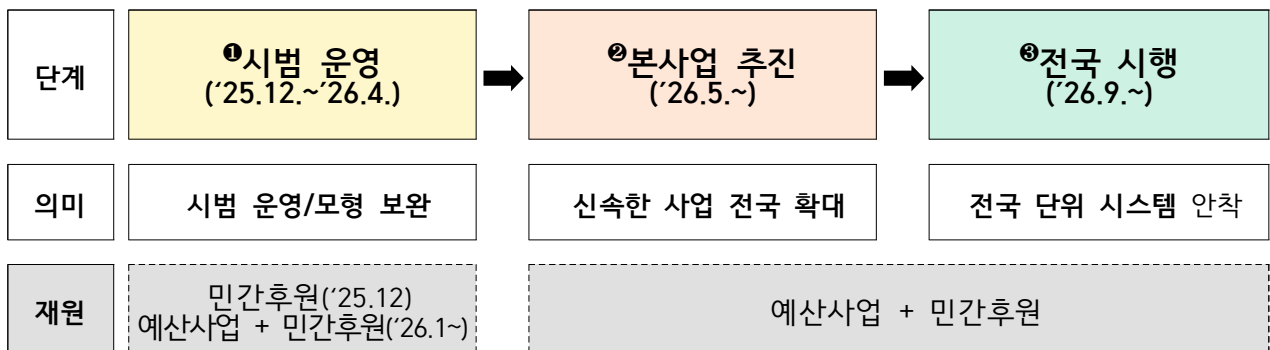 단계
❶시범 운영
(‘25.12.~’26.4.)
❷본사업 추진
(’26.5.~)
❸전국 시행
(’26.9.~)
의미
시범 운영/모형 보완
신속한 사업 전국 확대
전국 단위 시스템 안착
재원
민간후원(‘25.12)
예산사업 + 민간후원(‘26.1~)
예산사업 + 민간후원